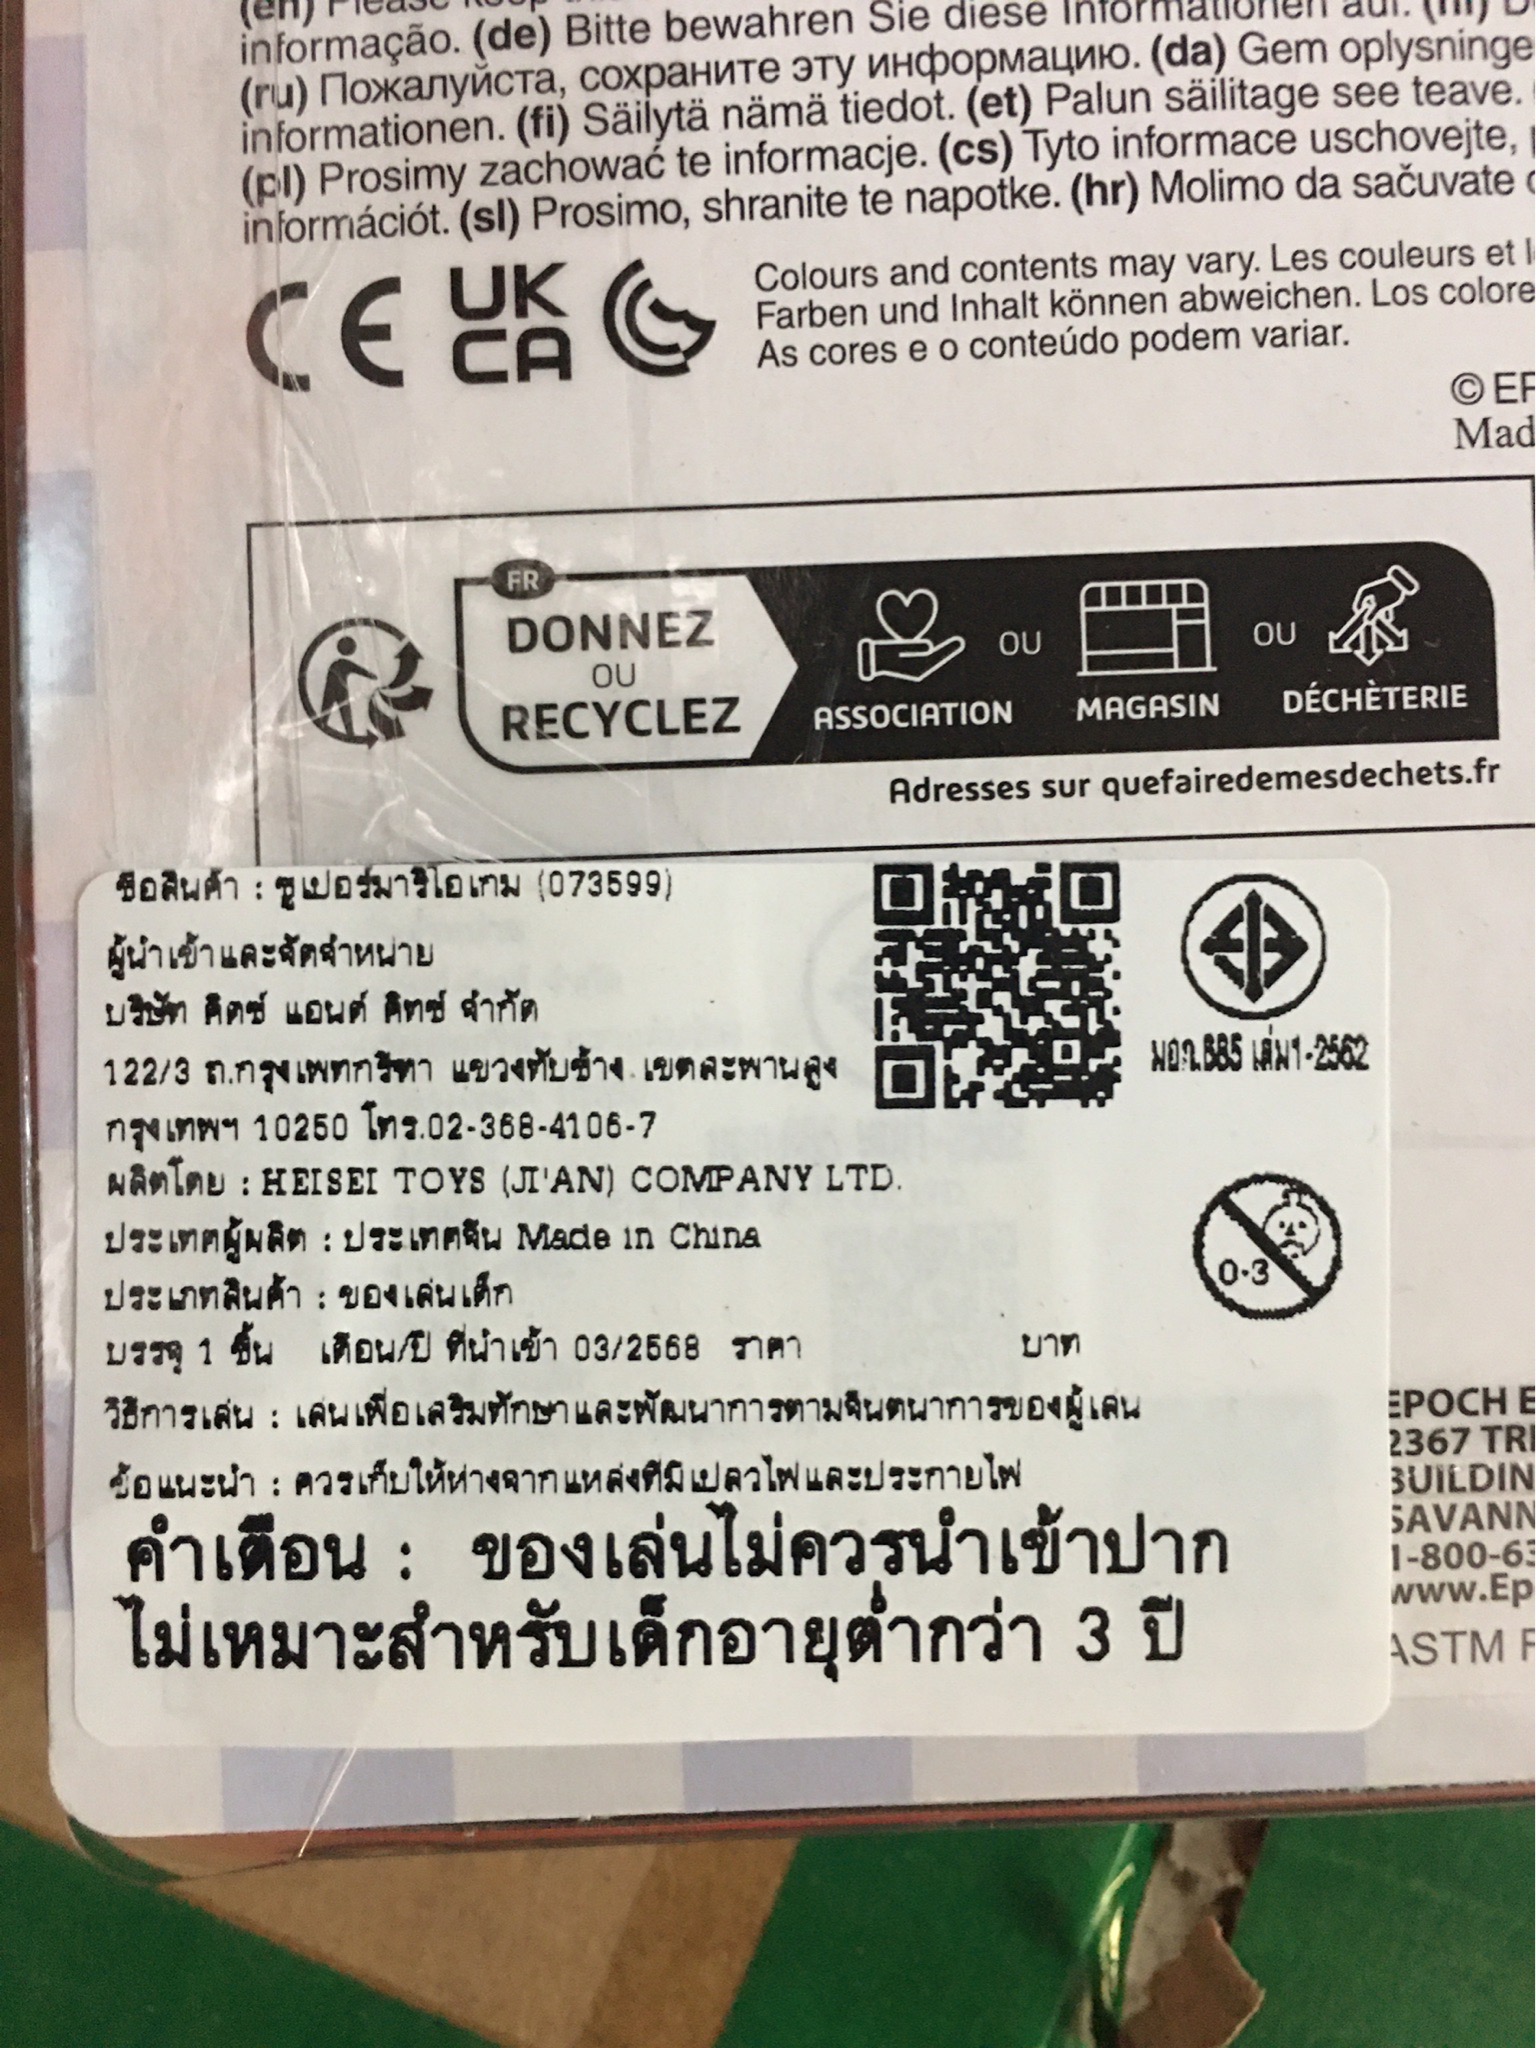 (en) Please keep
informação. (de) Bitte bewahren Sie diese Informationen auf.
(ru) Пожалуйста, сохраните эту информацию. (da) Gem oplysninge
informationen. (fi) Säilytä nämä tiedot. (et) Palun säilitage see teave.
(pl) Prosimy zachować te informacje. (cs) Tyto informace uschovejte,
információt. (sl) Prosimo, shranite te napotke. (hr) Molimo da sačuvate
CE UK
CA
Colours and contents may vary. Les couleurs et l
Farben und Inhalt können abweichen. Los colore
As cores e o conteúdo podem variar.
© EP
Mad
FR
DONNEZ
OU
RECYCLEZ
ASSOCIATION OU MAGASIN OU DÉCHÈTERIE
Adresses sur quefairedemesdechets.fr
ชื่อสินค้า : ซูเปอร์มาริโอเกม (073599)
ผู้นำเข้าและจัดจำหน่าย
บริษัท คิดซ์ แอนด์ คิทซ์ จำกัด
122/3 ถ.กรุงเทพกรีฑา แขวงทับช้าง เขตสะพานสูง
กรุงเทพฯ 10250 โทร.02-368-4106-7
ผลิตโดย : HEISEI TOYS (JI'AN) COMPANY LTD.
ประเทศผู้ผลิต : ประเทศจีน Made in China
ประเภทสินค้า : ของเล่นเด็ก
บรรจุ 1 ชิ้น เดือน/ปี ที่นำเข้า 03/2568 ราคา บาท
วิธีการเล่น : เล่นเพื่อเสริมทักษะและพัฒนาการตามจินตนาการของผู้เล่น
ข้อแนะนำ : ควรเก็บให้ห่างจากแหล่งที่มีเปลวไฟและประกายไฟ
คำเตือน : ของเล่นไม่ควรนำเข้าปาก
ไม่เหมาะสำหรับเด็กอายุต่ำกว่า 3 ปี
มอก.685 เล่ม1-2562
0-3
EPOCH E
2367 TRE
BUILDIN
SAVANN
1-800-63
www.Ep
ASTM F